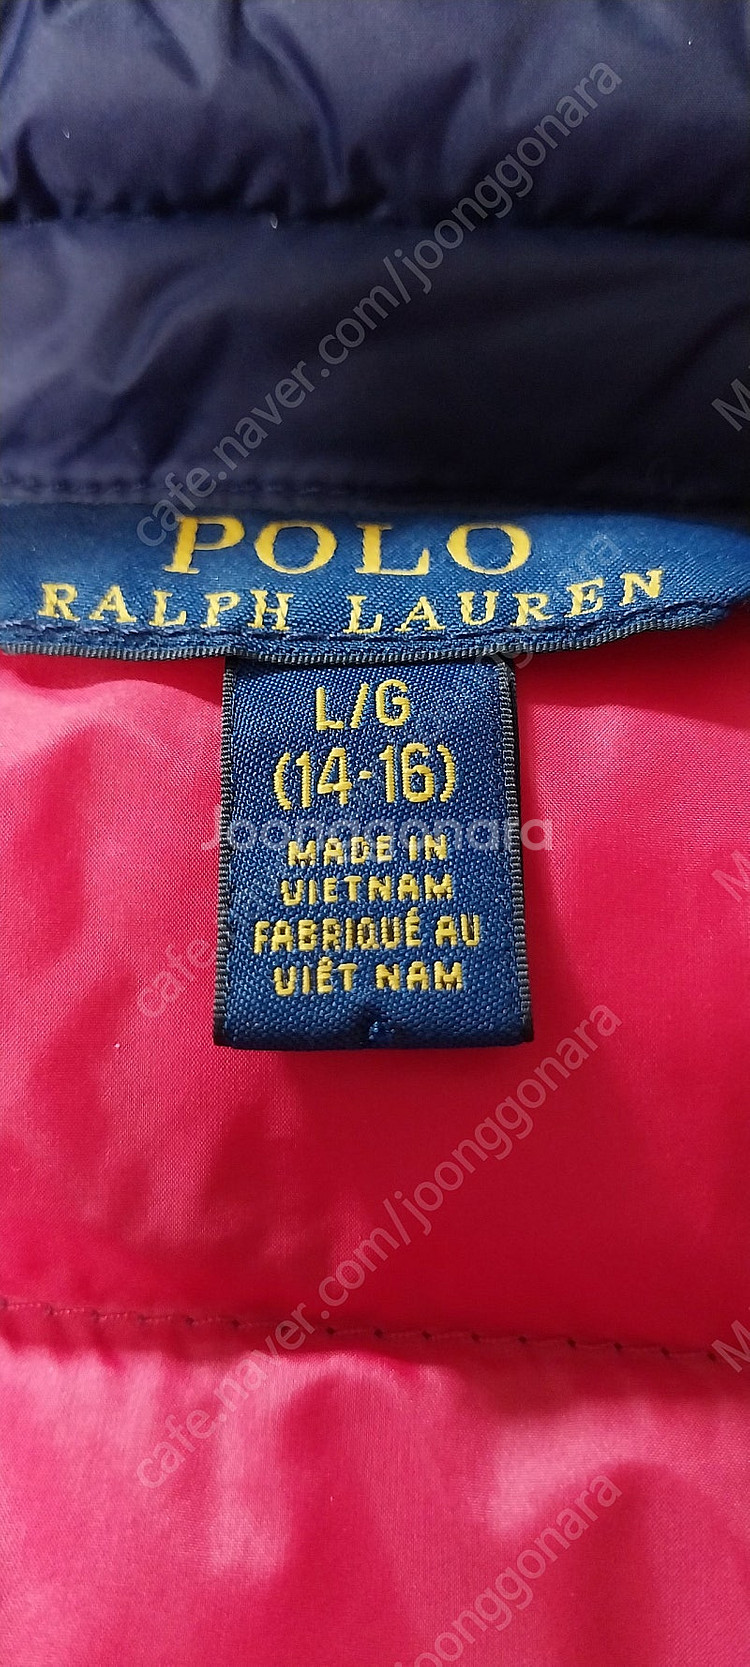 POLO
RALPH LAUREN
L/G
(14-16)
MADE IN
VIETNAM
FABRIQUÉ AU
VIÊT NAM
joonggonara
cafe.naver.com/joonggonara
cafe.naver.com/joonggonara
cafe.naver.com/joonggonara